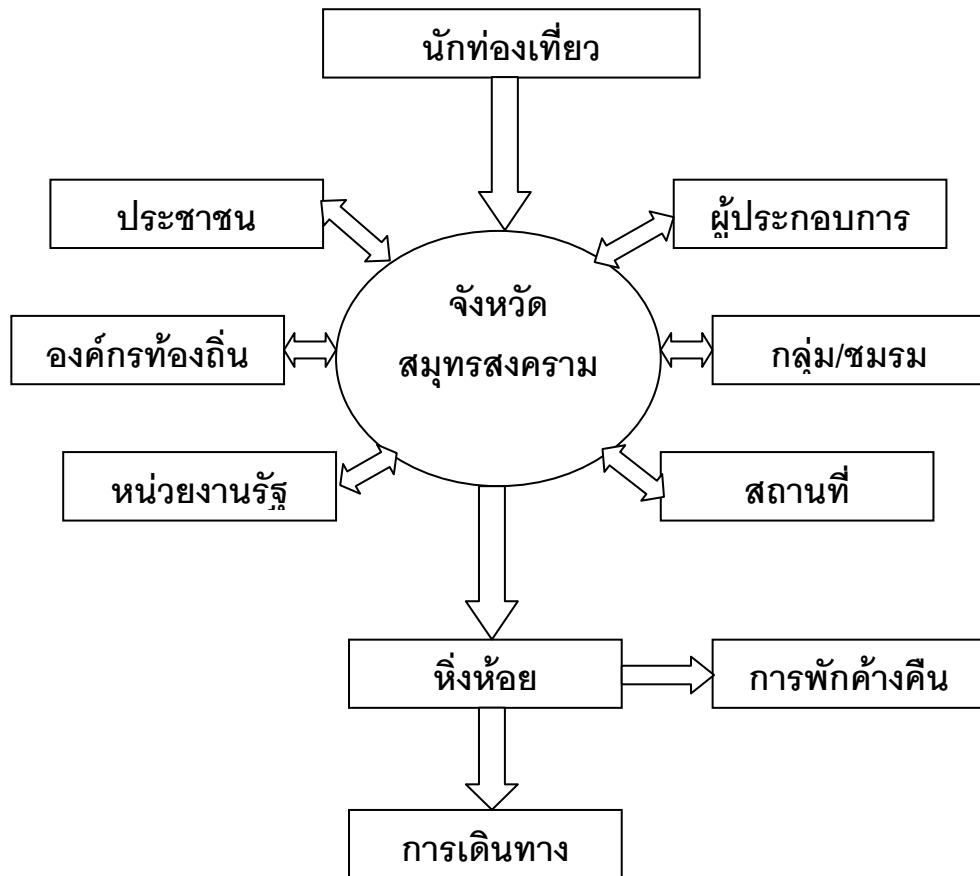 นักท่องเที่ยว
ประชาชน
ผู้ประกอบการ
จังหวัด
สมุทรสงคราม
องค์กรท้องถิ่น
กลุ่ม/ชมรม
หน่วยงานรัฐ
สถานที่
หิ่งห้อย
การพักค้างคืน
การเดินทาง